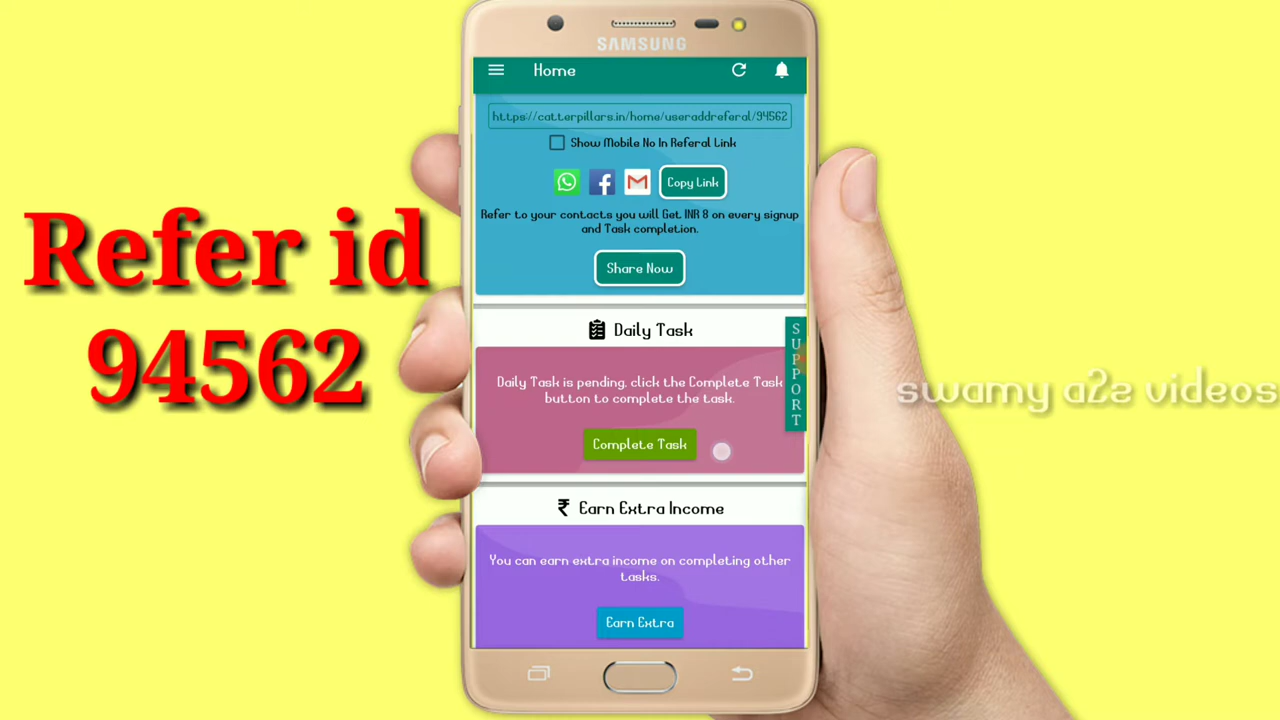 Refer id
94562
SAMSUNG
Home
https://catterpillars.in/home/useraddreferal/94562
Show Mobile No In Referal Link
Copy Link
Refer to your contacts you will Get INR 8 on every signup
and Task completion.
Share Now
Daily Task
Daily Task is pending, click the Complete Task
button to complete the task.
Complete Task
SUPPORT
₹ Earn Extra Income
You can earn extra income on completing other
tasks.
Earn Extra
swamy a2z videos